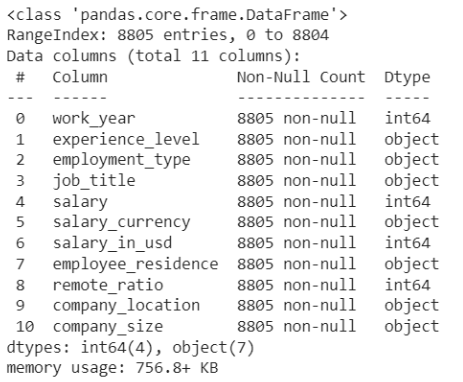 <class 'pandas.core.frame.DataFrame'>
RangeIndex: 8805 entries, 0 to 8804
Data columns (total 11 columns):
 #   Column              Non-Null Count  Dtype
---  ------              --------------  -----
 0   work_year           8805 non-null   int64
 1   experience_level    8805 non-null   object
 2   employment_type     8805 non-null   object
 3   job_title           8805 non-null   object
 4   salary              8805 non-null   int64
 5   salary_currency     8805 non-null   object
 6   salary_in_usd       8805 non-null   int64
 7   employee_residence  8805 non-null   object
 8   remote_ratio        8805 non-null   int64
 9   company_location    8805 non-null   object
 10  company_size        8805 non-null   object
dtypes: int64(4), object(7)
memory usage: 756.8+ KB